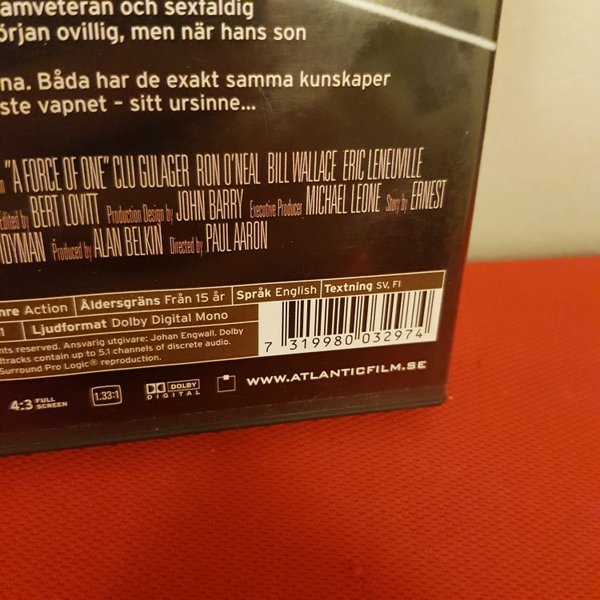 amveteran och sexfaldig
örjan ovillig, men när hans son
na. Båda har de exakt samma kunskaper
ste vapnet – sitt ursinne...
n "A FORCE OF ONE" CLU GULAGER RON O'NEAL BILL WALLACE ERIC LENEUVILLE
Edited by BERT LOVITT Production Design by JOHN BARRY Executive Producer MICHAEL LEONE Story by ERNEST
NDYMAN Produced by ALAN BELKIN Directed by PAUL AARON
nre Action | Åldersgräns Från 15 år | Språk English | Textning SV, FI
1 | Ljudformat Dolby Digital Mono
hts reserved. Ansvarig utgivare: Johan Engwall. Dolby
dtracks contain up to 5.1 channels of discrete audio.
Surround Pro Logic® reproduction.
7 319980 032974
4:3 FULL SCREEN 1.33:1 DOLBY DIGITAL WWW.ATLANTICFILM.SE